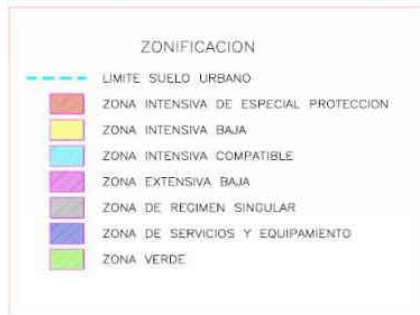 ZONIFICACION
LIMITE SUELO URBANO
ZONA INTENSIVA DE ESPECIAL PROTECCION
ZONA INTENSIVA BAJA
ZONA INTENSIVA COMPATIBLE
ZONA EXTENSIVA BAJA
ZONA DE REGIMEN SINGULAR
ZONA DE SERVICIOS Y EQUIPAMIENTO
ZONA VERDE